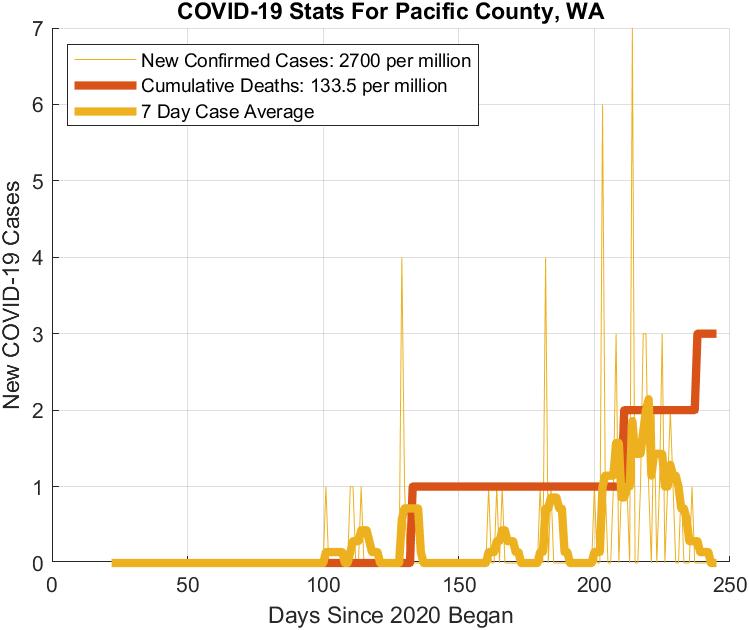 COVID-19 Stats For Pacific County, WA
New Confirmed Cases: 2700 per million
Cumulative Deaths: 133.5 per million
7 Day Case Average
New COVID-19 Cases
7
6
5
4
3
2
1
0
0 50 100 150 200 250
Days Since 2020 Began